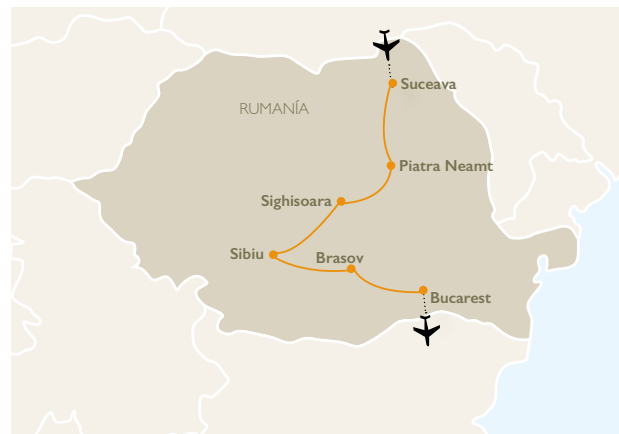 Suceava
RUMANÍA
Piatra Neamt
Sighisoara
Sibiu
Brasov
Bucarest